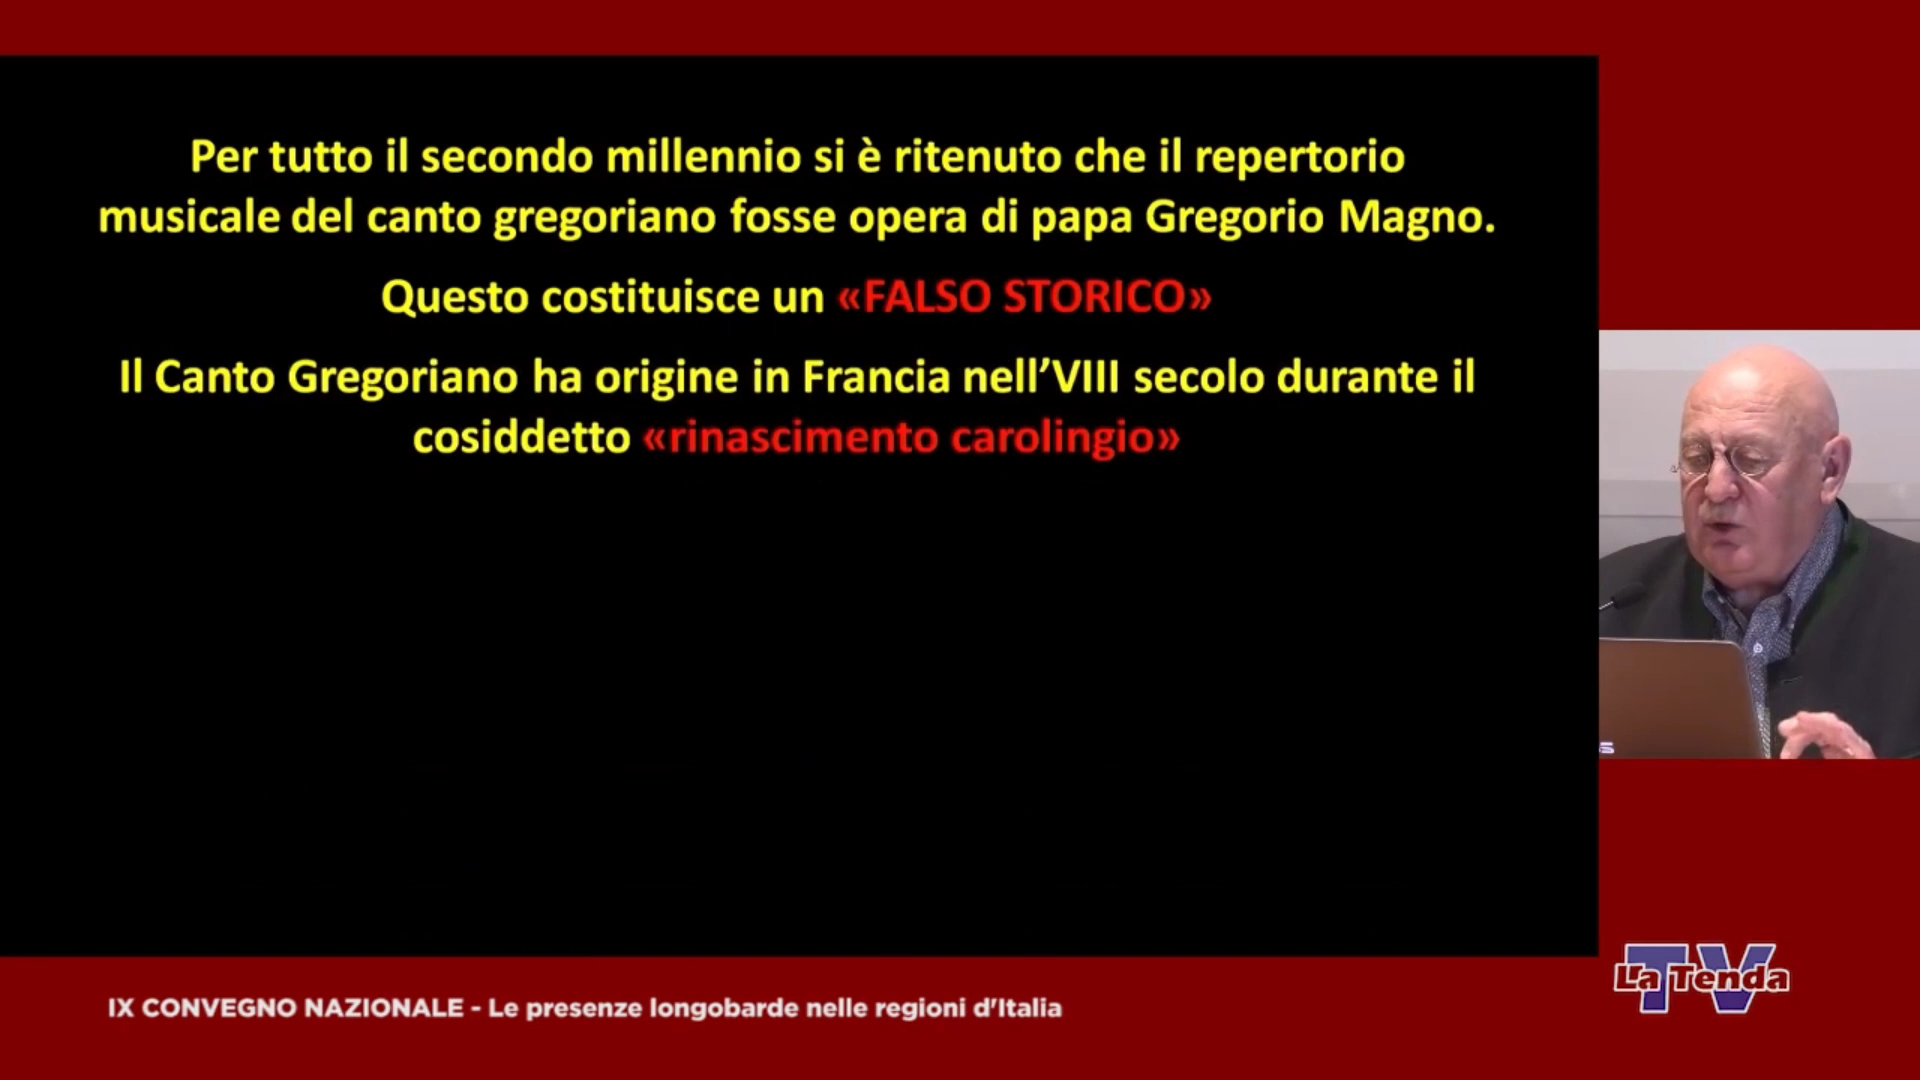 Per tutto il secondo millennio si è ritenuto che il repertorio
musicale del canto gregoriano fosse opera di papa Gregorio Magno.
Questo costituisce un «FALSO STORICO»
Il Canto Gregoriano ha origine in Francia nell’VIII secolo durante il
cosiddetto «rinascimento carolingio»
S
TV
La Tenda
IX CONVEGNO NAZIONALE - Le presenze longobarde nelle regioni d'Italia